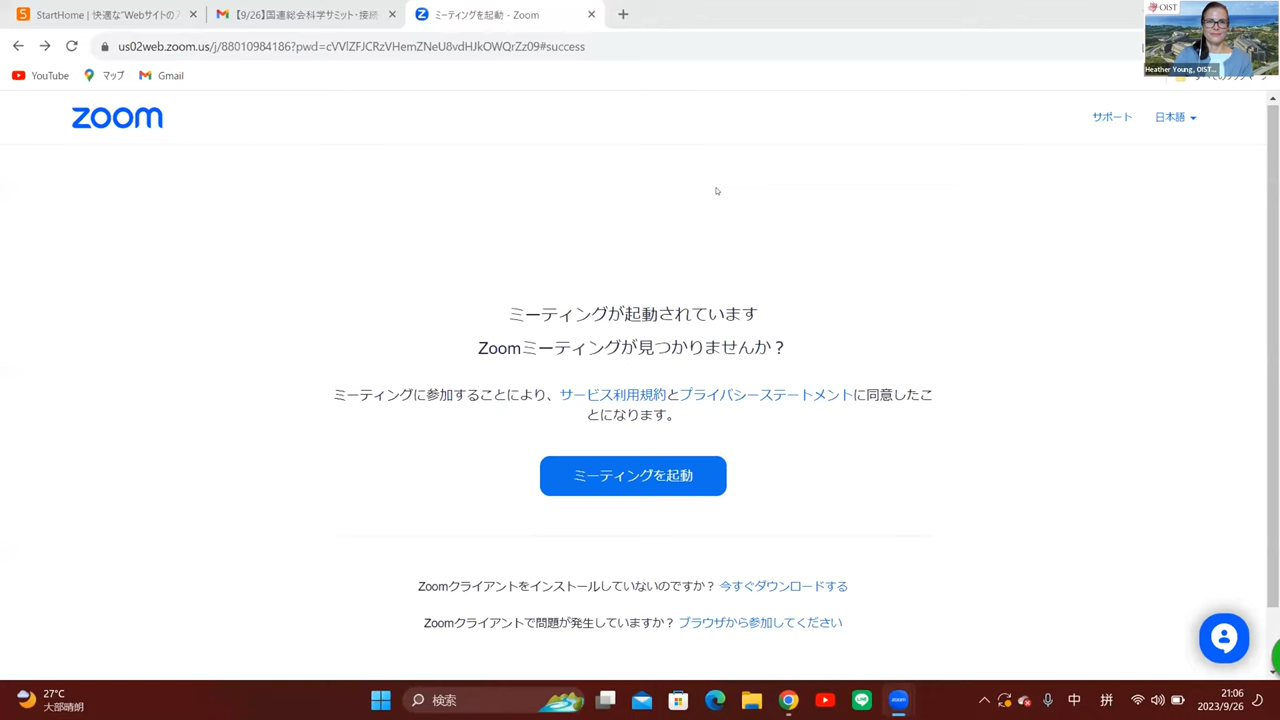 StartHome | 快適な"Webサイトのス
【9/26】国連総会科学サミット・接続
ミーティングを起動 - Zoom
us02web.zoom.us/j/88010984186?pwd=cVVlZFJCRzVHemZNeU8vdHJkOWQrZz09#success
YouTube
マップ
Gmail
OIST
Heather Young, OIST...
zoom
サポート
日本語
ミーティングが起動されています
Zoomミーティングが見つかりませんか？
ミーティングに参加することにより、サービス利用規約とプライバシーステートメントに同意したこ
とになります。
ミーティングを起動
Zoomクライアントをインストールしていないのですか？ 今すぐダウンロードする
Zoomクライアントで問題が発生していますか？ ブラウザから参加してください
27°C
大部晴朗
検索
zoom
中
拼
21:06
2023/9/26